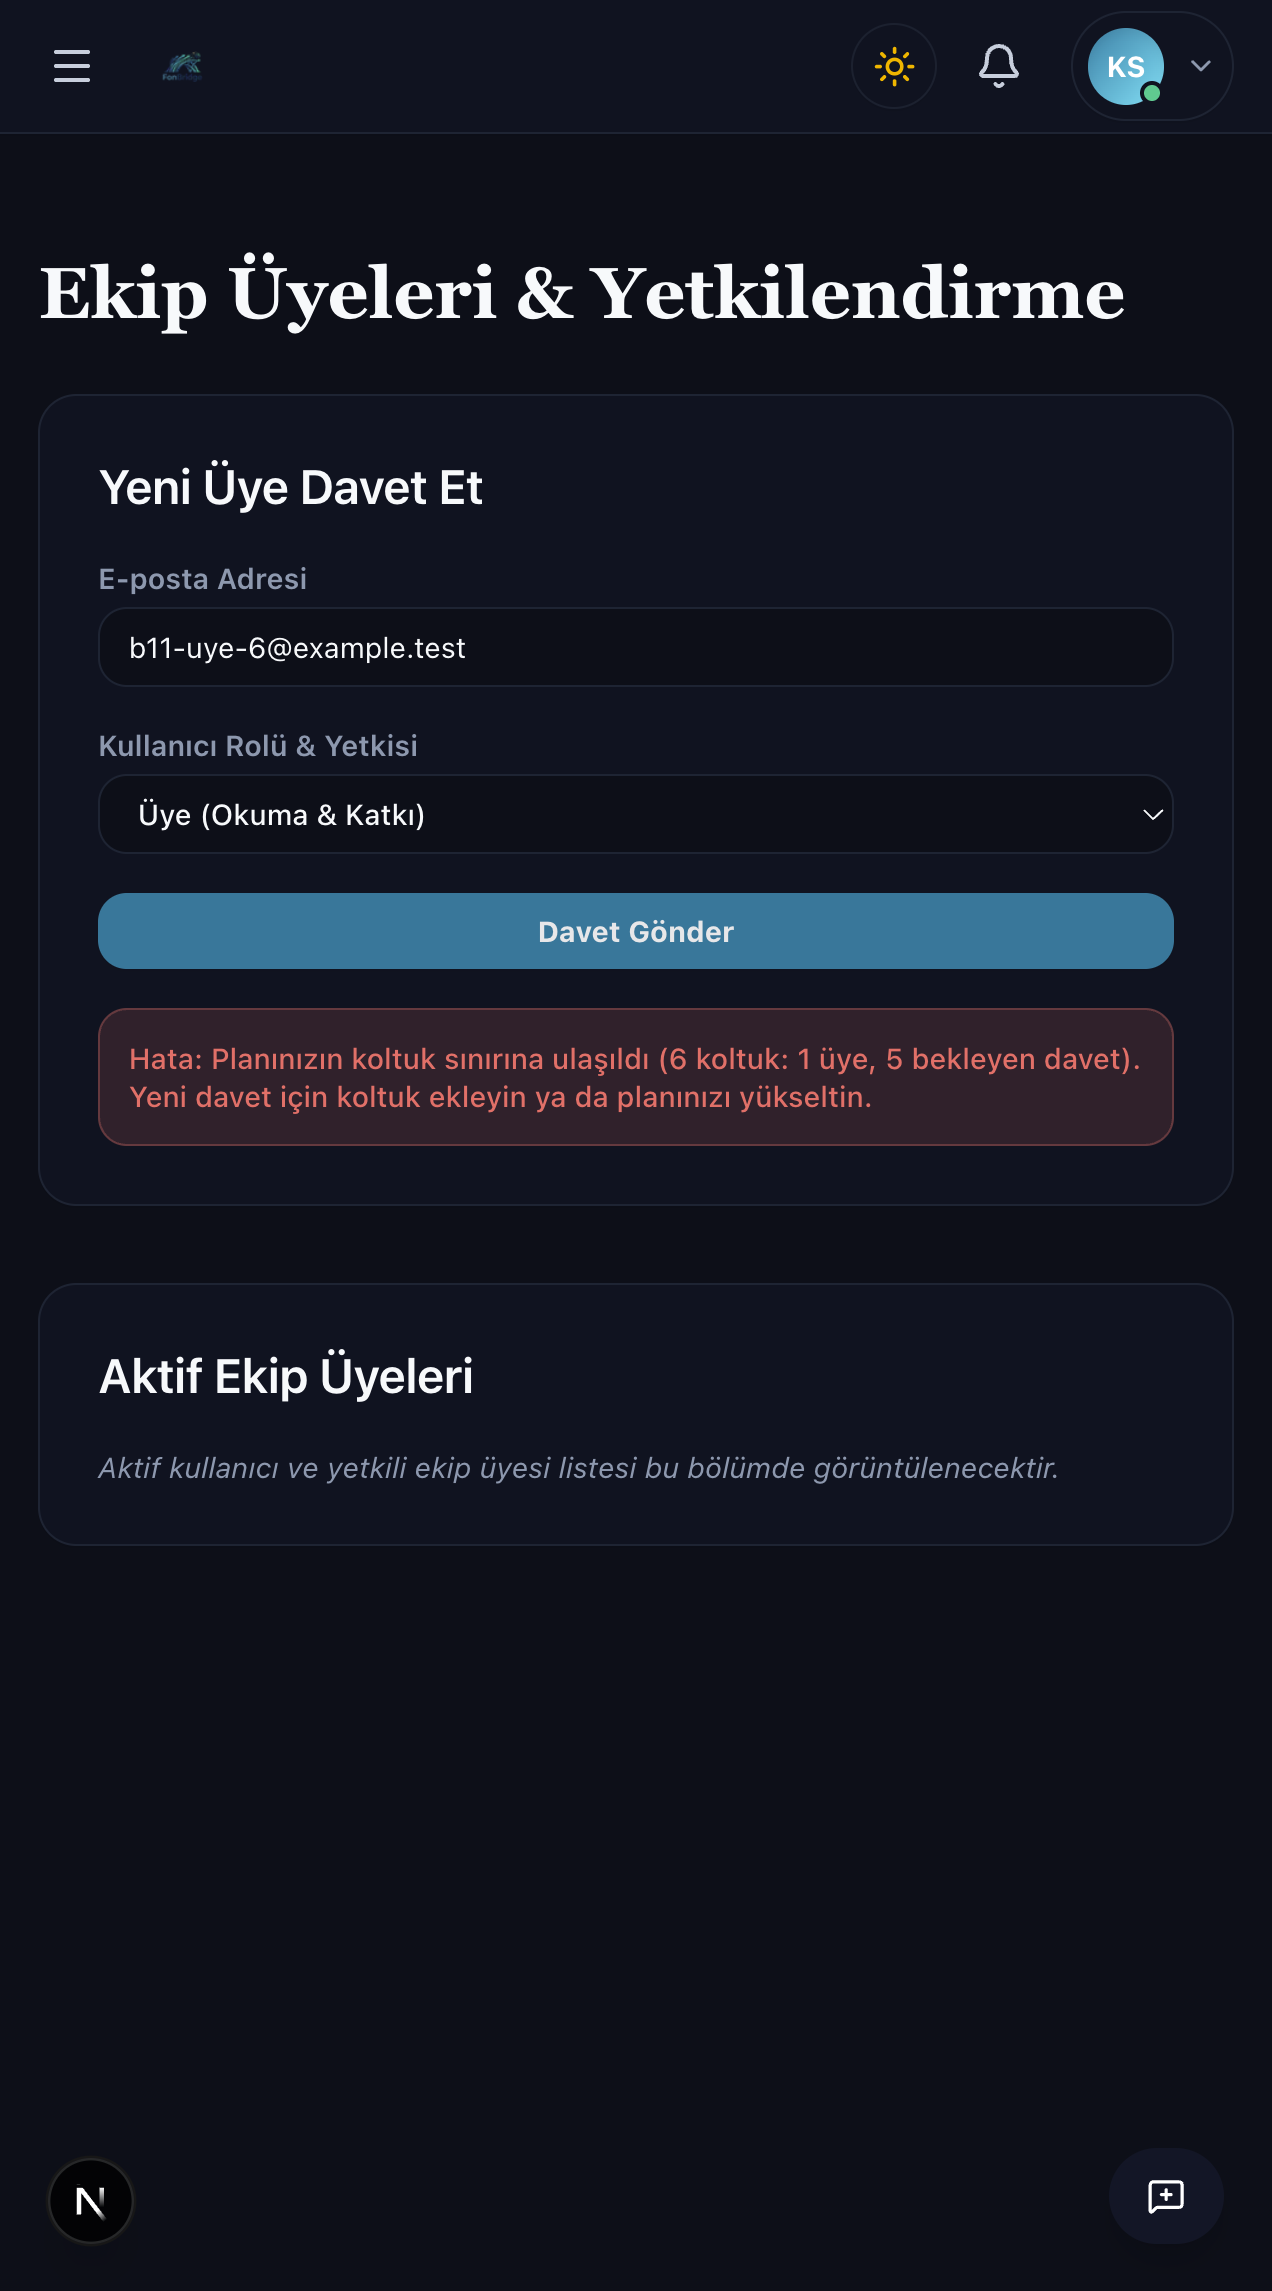 KS
Ekip Üyeleri & Yetkilendirme
Yeni Üye Davet Et
E-posta Adresi
b11-uye-6@example.test
Kullanıcı Rolü & Yetkisi
Üye (Okuma & Katkı)
Davet Gönder
Hata: Planınızın koltuk sınırına ulaşıldı (6 koltuk: 1 üye, 5 bekleyen davet).
Yeni davet için koltuk ekleyin ya da planınızı yükseltin.
Aktif Ekip Üyeleri
Aktif kullanıcı ve yetkili ekip üyesi listesi bu bölümde görüntülenecektir.
N